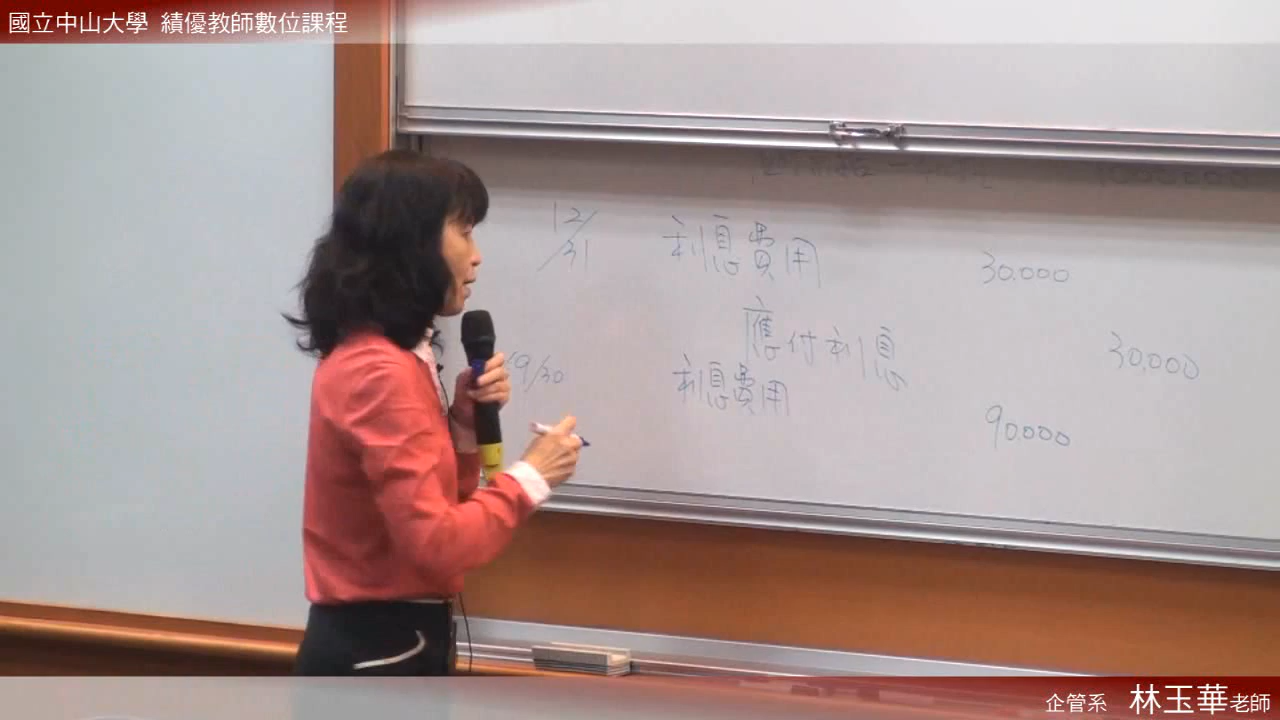 國立中山大學 績優教師數位課程
12/31 利息費用 30.000
應付利息 30.000
9/30 利息費用 90.000
企管系 林玉華老師